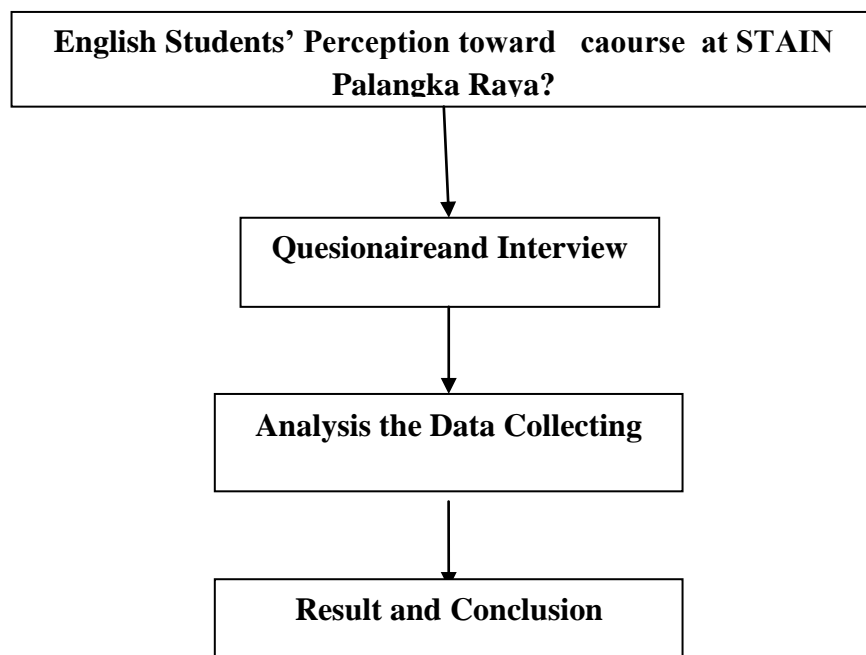 English Students’ Perception toward caourse at STAIN
Palangka Raya?
Quesionaireand Interview
Analysis the Data Collecting
Result and Conclusion